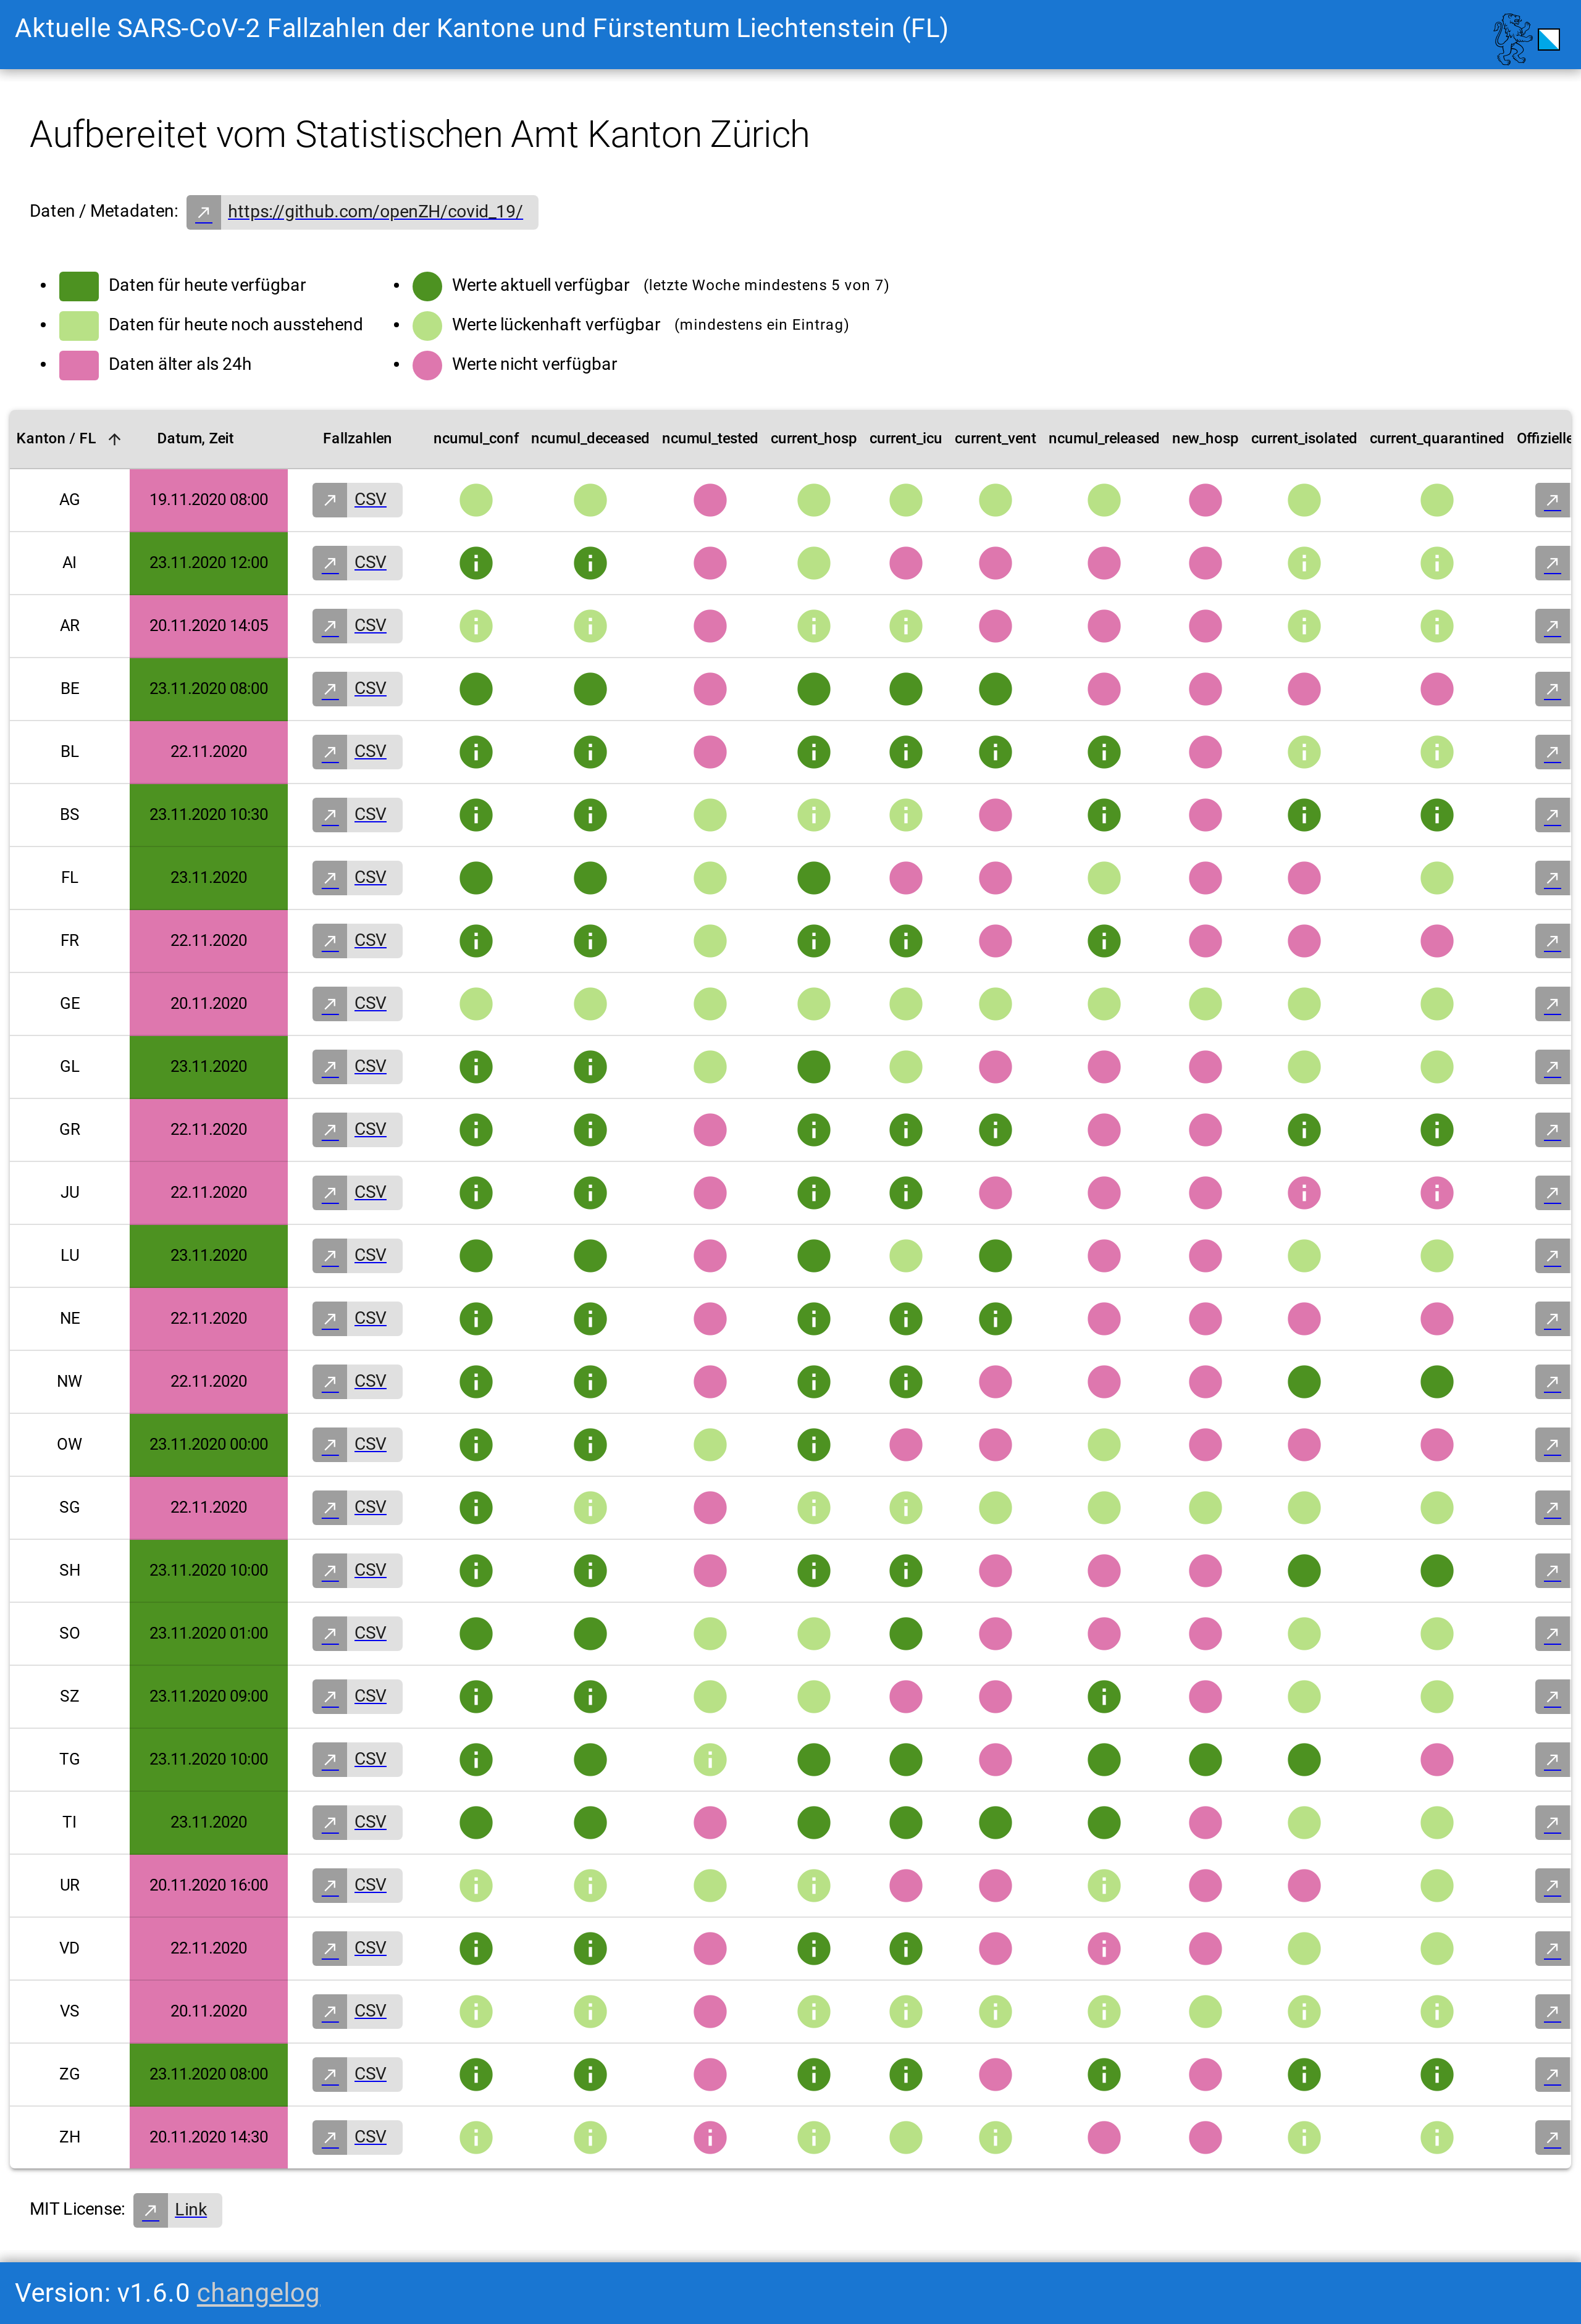 Aktuelle SARS-CoV-2 Fallzahlen der Kantone und Fürstentum Liechtenstein (FL)
Aufbereitet vom Statistischen Amt Kanton Zürich
Daten / Metadaten: https://github.com/openZH/covid_19/
Daten für heute verfügbar
Daten für heute noch ausstehend
Daten älter als 24h
Werte aktuell verfügbar (letzte Woche mindestens 5 von 7)
Werte lückenhaft verfügbar (mindestens ein Eintrag)
Werte nicht verfügbar
Kanton / FL Datum, Zeit Fallzahlen ncumul_conf ncumul_deceased ncumul_tested current_hosp current_icu current_vent ncumul_released new_hosp current_isolated current_quarantined Offizielle
AG 19.11.2020 08:00 CSV
AI 23.11.2020 12:00 CSV
AR 20.11.2020 14:05 CSV
BE 23.11.2020 08:00 CSV
BL 22.11.2020 CSV
BS 23.11.2020 10:30 CSV
FL 23.11.2020 CSV
FR 22.11.2020 CSV
GE 20.11.2020 CSV
GL 23.11.2020 CSV
GR 22.11.2020 CSV
JU 22.11.2020 CSV
LU 23.11.2020 CSV
NE 22.11.2020 CSV
NW 22.11.2020 CSV
OW 23.11.2020 00:00 CSV
SG 22.11.2020 CSV
SH 23.11.2020 10:00 CSV
SO 23.11.2020 01:00 CSV
SZ 23.11.2020 09:00 CSV
TG 23.11.2020 10:00 CSV
TI 23.11.2020 CSV
UR 20.11.2020 16:00 CSV
VD 22.11.2020 CSV
VS 20.11.2020 CSV
ZG 23.11.2020 08:00 CSV
ZH 20.11.2020 14:30 CSV
MIT License: Link
Version: v1.6.0 changelog